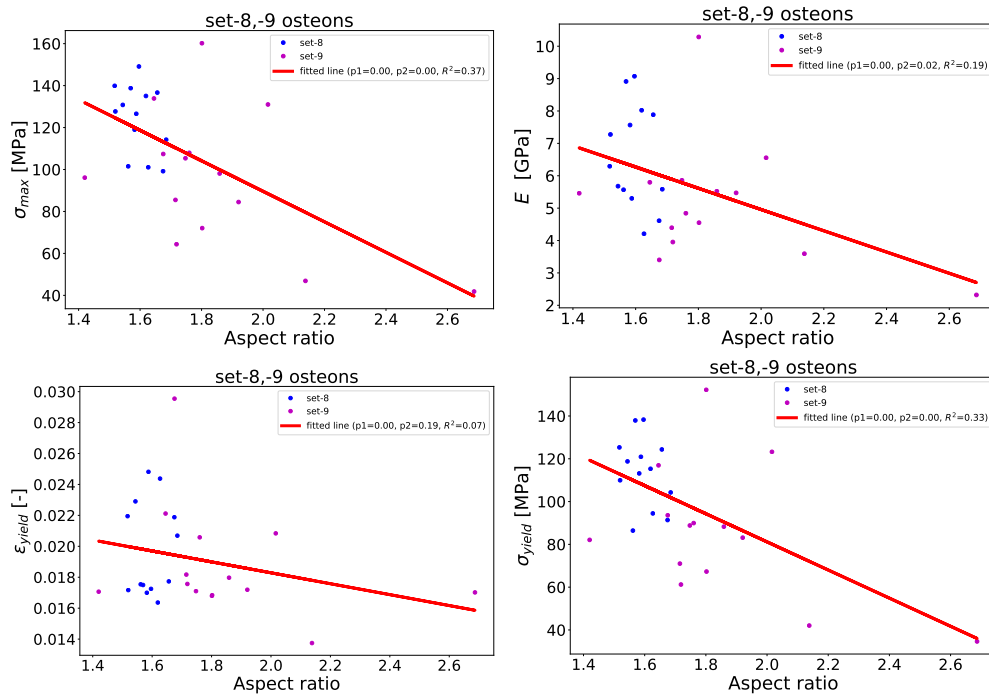 set-8,-9 osteons
set-8
set-9
fitted line (p1=0.00, p2=0.00, R²=0.37)
160
140
120
100
80
60
40
σmax [MPa]
1.4 1.6 1.8 2.0 2.2 2.4 2.6
Aspect ratio
set-8,-9 osteons
set-8
set-9
fitted line (p1=0.00, p2=0.02, R²=0.19)
10
9
8
7
6
5
4
3
2
E [GPa]
1.4 1.6 1.8 2.0 2.2 2.4 2.6
Aspect ratio
set-8,-9 osteons
set-8
set-9
fitted line (p1=0.00, p2=0.19, R²=0.07)
0.030
0.028
0.026
0.024
0.022
0.020
0.018
0.016
0.014
εyield [-]
1.4 1.6 1.8 2.0 2.2 2.4 2.6
Aspect ratio
set-8,-9 osteons
set-8
set-9
fitted line (p1=0.00, p2=0.00, R²=0.33)
140
120
100
80
60
40
σyield [MPa]
1.4 1.6 1.8 2.0 2.2 2.4 2.6
Aspect ratio